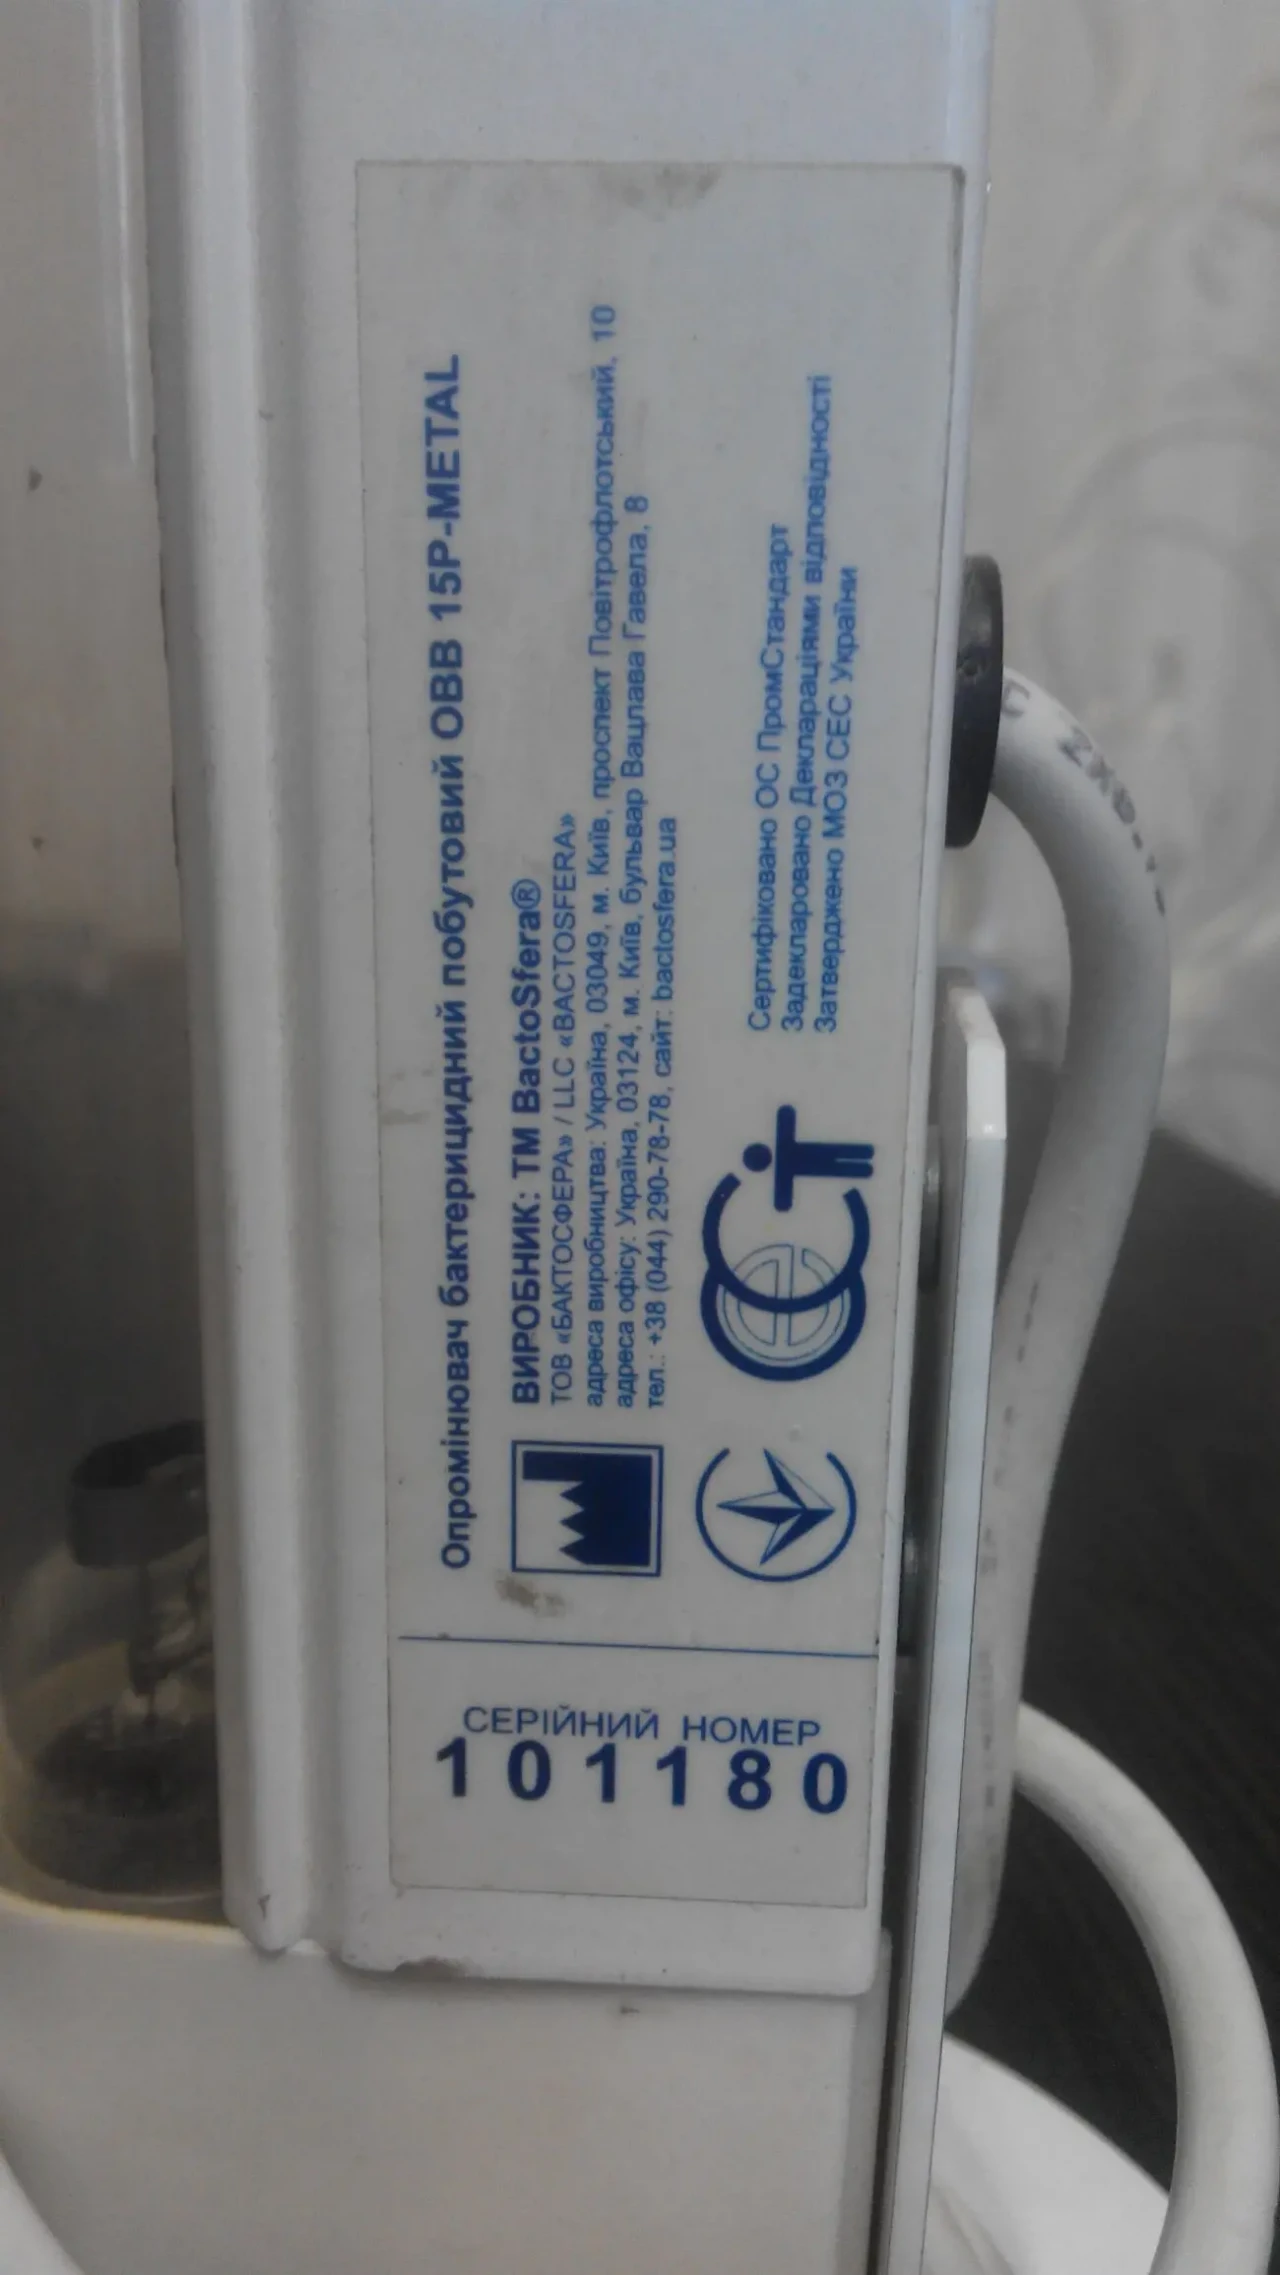 Опромінювач бактерицидний побутовий ОВВ 15P-METAL
ВИРОБНИК: ТМ BactoSfera®
ТОВ «БАКТОСФЕРА» / LLC «BACTOSFERA»
адреса виробництва: Україна, 03049, м. Київ, проспект Повітрофлотський, 10
адреса офісу: Україна, 03124, м. Київ, бульвар Вацлава Гавела, 8
тел.: +38 (044) 290-78-78, сайт: bactosfera.ua
Сертифіковано ОС ПромСтандарт
Задекларовано Деклараціями відповідності
Затверджено МОЗ СЕС України
СЕРІЙНИЙ НОМЕР
101180